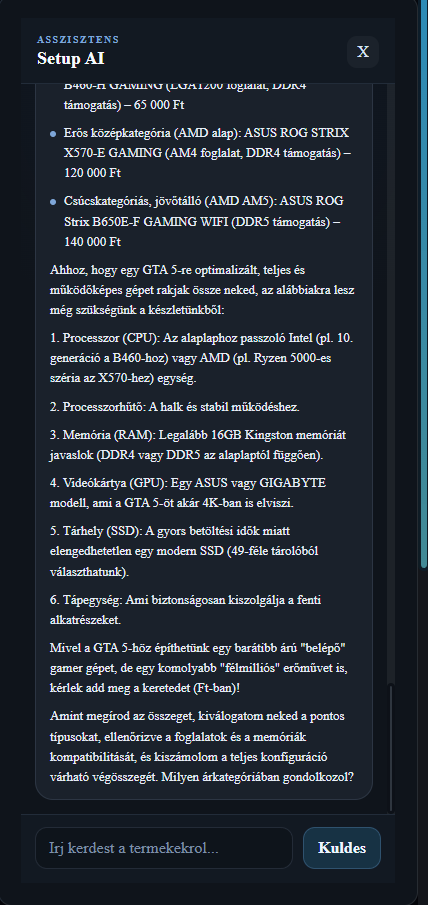 ASSZISZTENS
Setup AI
X
B460-H GAMING (LGA1200 foglalat, DDR4
támogatás) – 65 000 Ft
Erős középkategória (AMD alap): ASUS ROG STRIX
X570-E GAMING (AM4 foglalat, DDR4 támogatás) –
120 000 Ft
Csúcskategóriás, jövőtálló (AMD AM5): ASUS ROG
Strix B650E-F GAMING WIFI (DDR5 támogatás) –
140 000 Ft
Ahhoz, hogy egy GTA 5-re optimalizált, teljes és
működőképes gépet rakjak össze neked, az alábbiakra lesz
még szükségünk a készletünkből:
1. Processzor (CPU): Az alaplaphoz passzoló Intel (pl. 10.
generáció a B460-hoz) vagy AMD (pl. Ryzen 5000-es
széria az X570-hez) egység.
2. Processzorhűtő: A halk és stabil működéshez.
3. Memória (RAM): Legalább 16GB Kingston memóriát
javaslok (DDR4 vagy DDR5 az alaplaptól függően).
4. Videókártya (GPU): Egy ASUS vagy GIGABYTE
modell, ami a GTA 5-öt akár 4K-ban is elviszi.
5. Tárhely (SSD): A gyors betöltési idők miatt
elengedhetetlen egy modern SSD (49-féle tárolóból
választhatunk).
6. Tápegység: Ami biztonságosan kiszolgálja a fenti
alkatrészeket.
Mivel a GTA 5-höz építhetünk egy barátibb árú "belépő"
gamer gépet, de egy komolyabb "félmilliós" erőművet is,
kérlek add meg a keretedet (Ft-ban)!
Amint megírod az összeget, kiválogatom neked a pontos
típusokat, ellenőrizve a foglalatok és a memóriák
kompatibilitását, és kiszámolom a teljes konfiguráció
várható végösszegét. Milyen árkategóriában gondolkozol?
Irj kerdest a termekekrol...
Kuldes